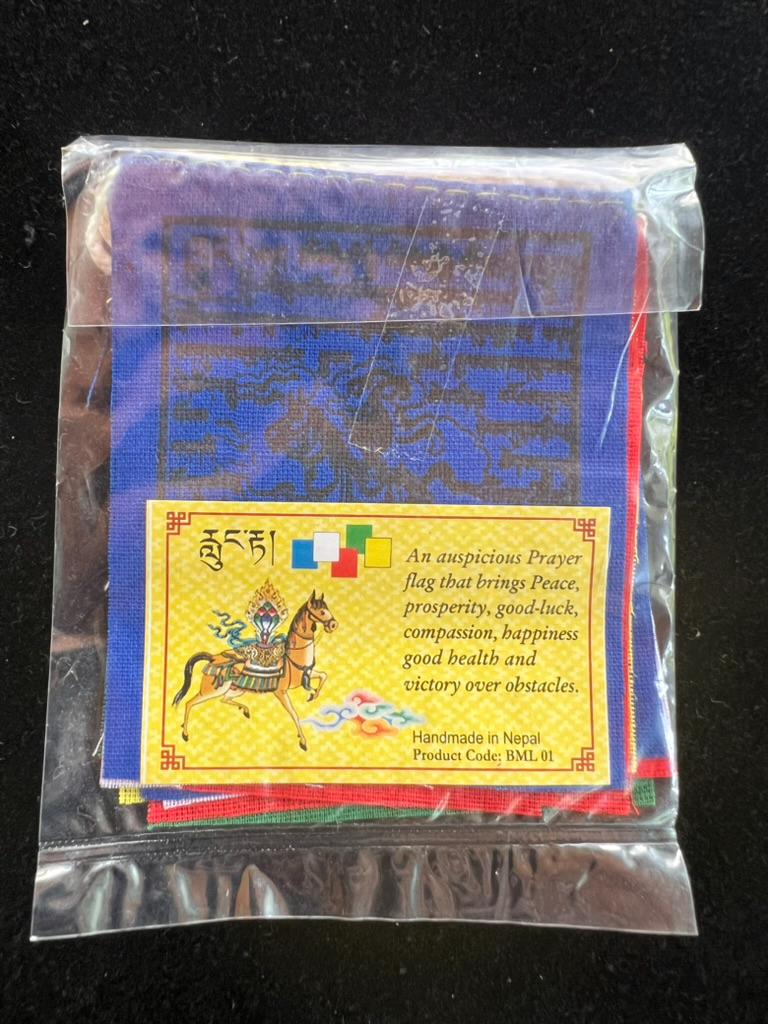 རླུང་རྟ།
An auspicious Prayer
flag that brings Peace,
prosperity, good-luck,
compassion, happiness
good health and
victory over obstacles.
Handmade in Nepal
Product Code: BML 01